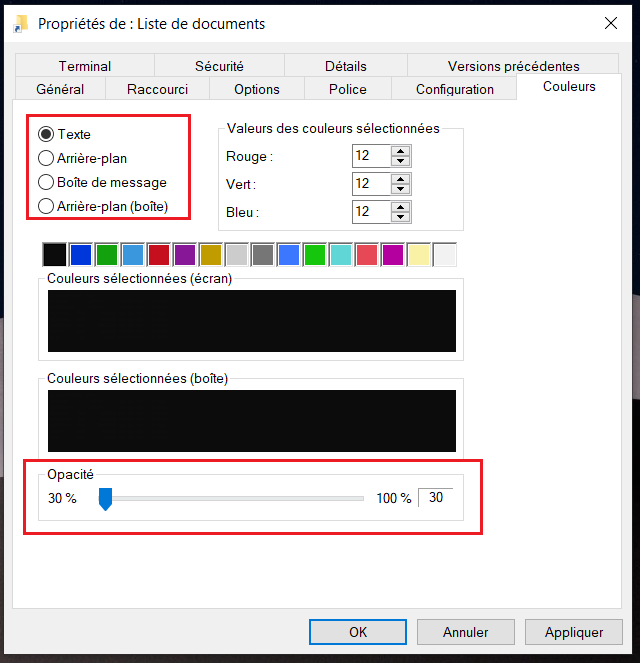 Propriétés de : Liste de documents
Terminal Sécurité Détails Versions précédentes
Général Raccourci Options Police Configuration Couleurs
Texte
Arrière-plan
Boîte de message
Arrière-plan (boîte)
Valeurs des couleurs sélectionnées
Rouge : 12
Vert : 12
Bleu : 12
Couleurs sélectionnées (écran)
Couleurs sélectionnées (boîte)
Opacité
30 % 100 % 30
OK Annuler Appliquer